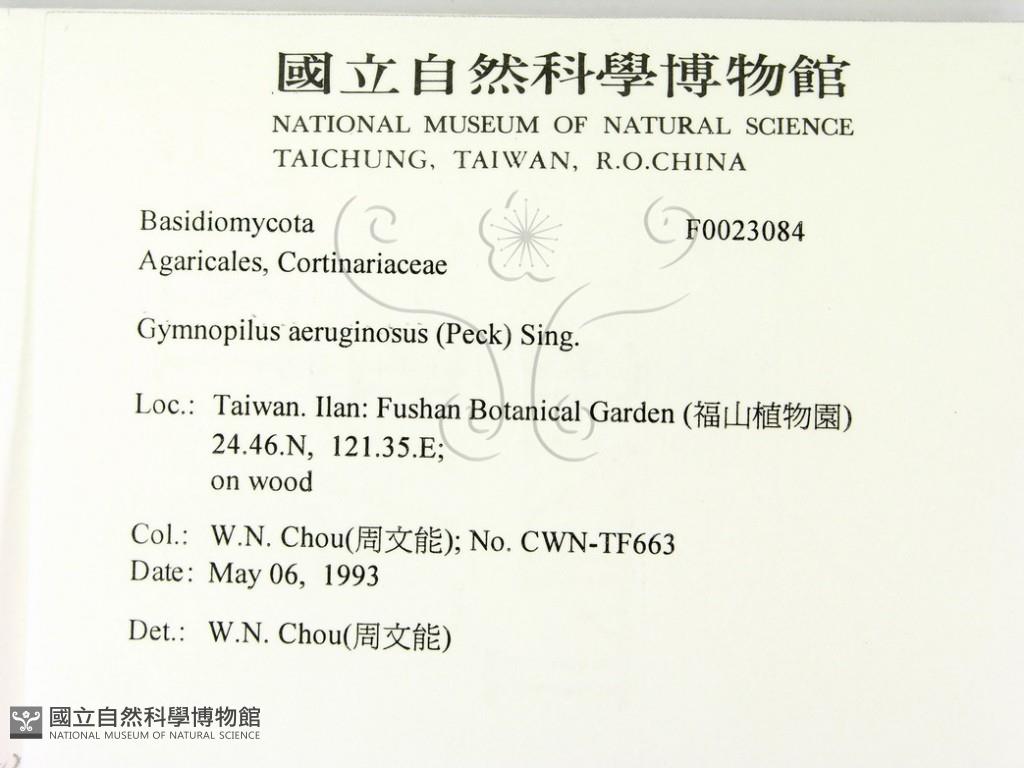 國立自然科學博物館
NATIONAL MUSEUM OF NATURAL SCIENCE
TAICHUNG, TAIWAN, R.O.CHINA
Basidiomycota F0023084
Agaricales, Cortinariaceae
Gymnopilus aeruginosus (Peck) Sing.
Loc.: Taiwan. Ilan: Fushan Botanical Garden (福山植物園)
24.46.N, 121.35.E;
on wood
Col.: W.N. Chou(周文能); No. CWN-TF663
Date: May 06, 1993
Det.: W.N. Chou(周文能)
國立自然科學博物館
NATIONAL MUSEUM OF NATURAL SCIENCE